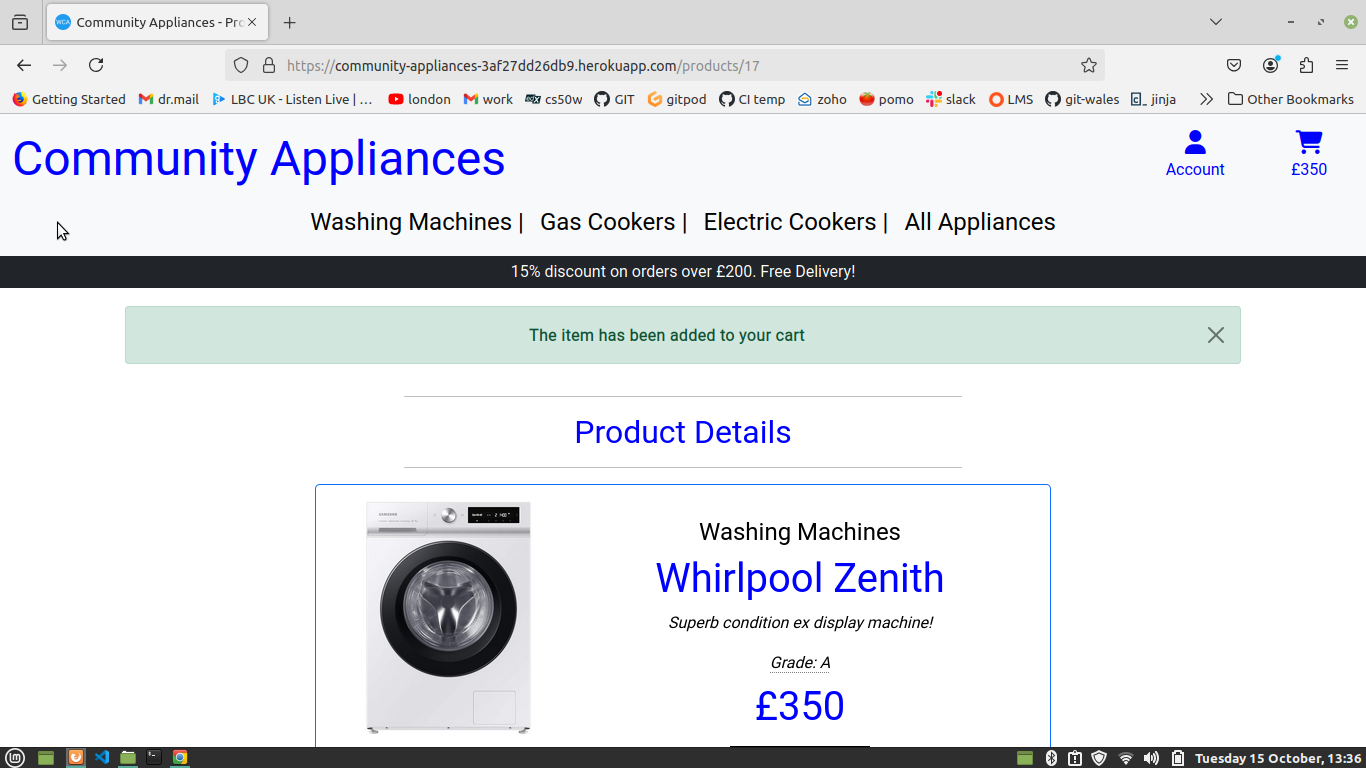 WCA Community Appliances - Pro
https://community-appliances-3af27dd26db9.herokuapp.com/products/17
Getting Started dr.mail LBC UK - Listen Live | … london work cs50w GIT gitpod CI temp zoho pomo slack LMS git-wales jinja Other Bookmarks
Community Appliances
Account
£350
Washing Machines | Gas Cookers | Electric Cookers | All Appliances
15% discount on orders over £200. Free Delivery!
The item has been added to your cart
Product Details
SAMSUNG
Washing Machines
Whirlpool Zenith
Superb condition ex display machine!
Grade: A
£350
Tuesday 15 October, 13:36